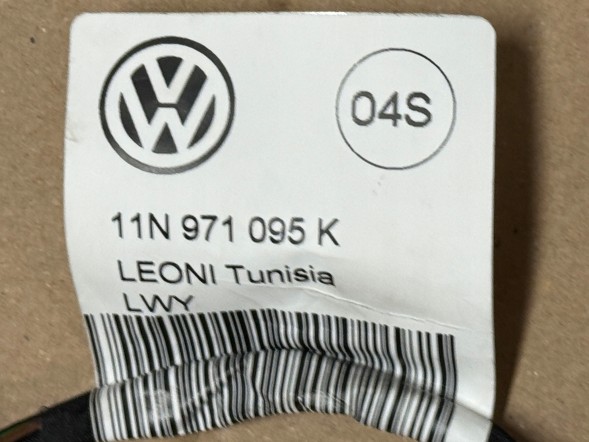 04S
11N 971 095 K
LEONI Tunisia
LWY